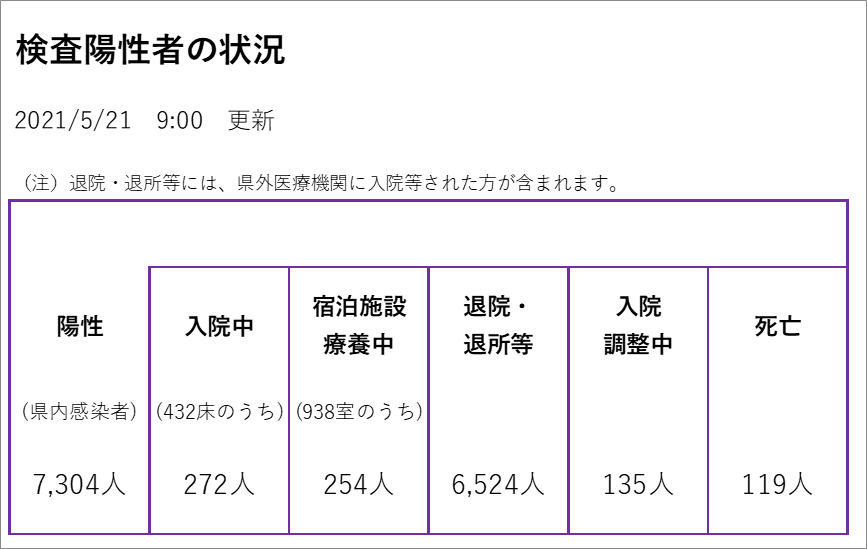 検査陽性者の状況
2021/5/21　9:00　更新
（注）退院・退所等には、県外医療機関に入院等された方が含まれます。
陽性
(県内感染者)
7,304人
入院中
(432床のうち)
272人
宿泊施設
療養中
(938室のうち)
254人
退院・
退所等
6,524人
入院
調整中
135人
死亡
119人